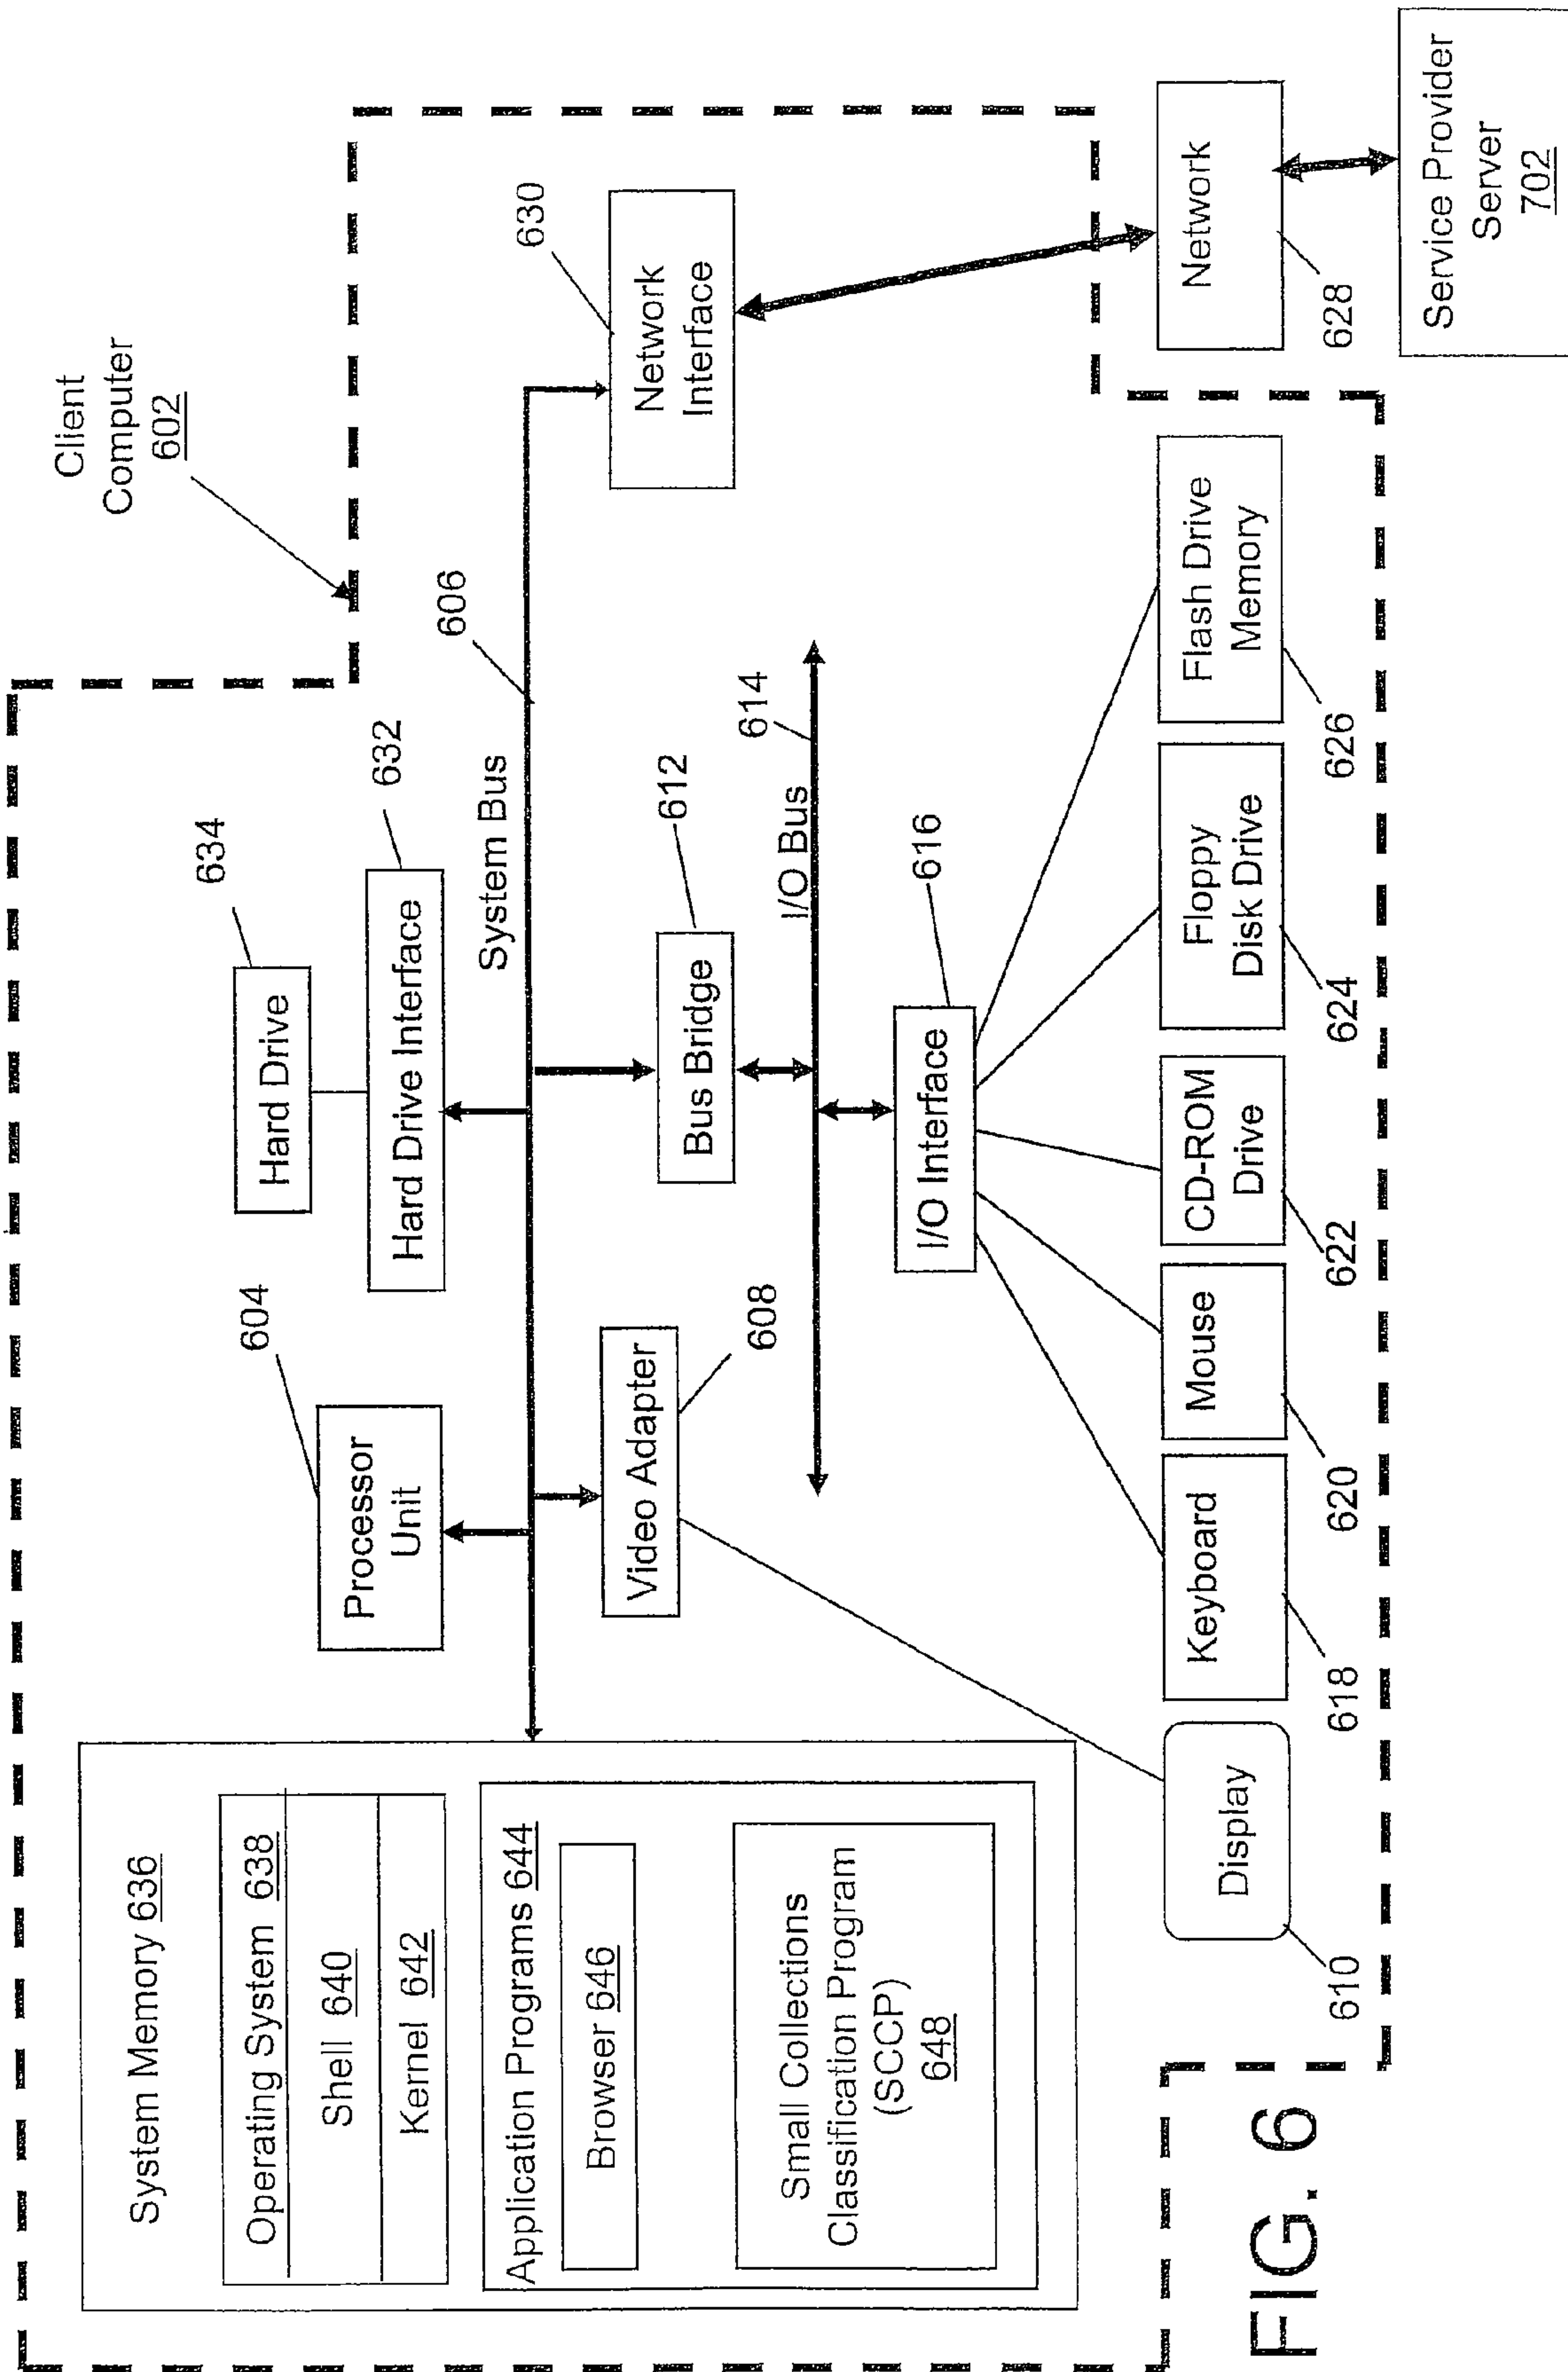 Client
Computer
602
System Memory 636
Operating System 638
Shell 640
Kernel 642
Application Programs 644
Browser 646
Small Collections
Classification Program
(SCCP)
648
604
Processor
Unit
634
Hard Drive
632
Hard Drive Interface
System Bus
606
630
Network
Interface
Video Adapter
608
Bus Bridge
612
I/O Bus
614
I/O Interface
616
Display
610
Keyboard
618
Mouse
620
CD-ROM
Drive
622
Floppy
Disk Drive
624
Flash Drive
Memory
626
Network
628
Service Provider
Server
702
FIG. 6